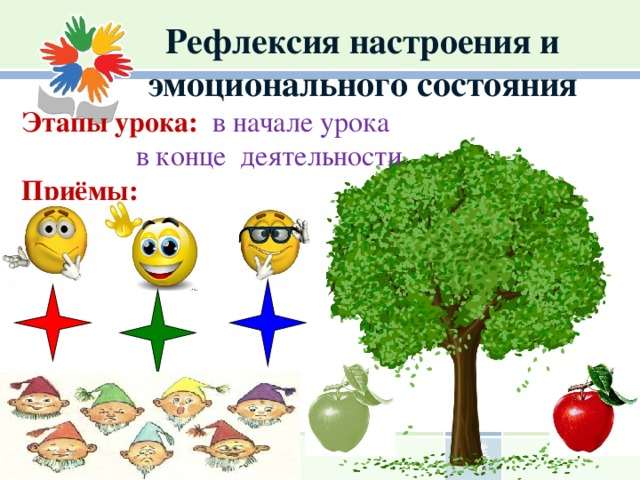 Рефлексия настроения и
эмоционального состояния
Этапы урока: в начале урока
в конце деятельности
Приёмы: